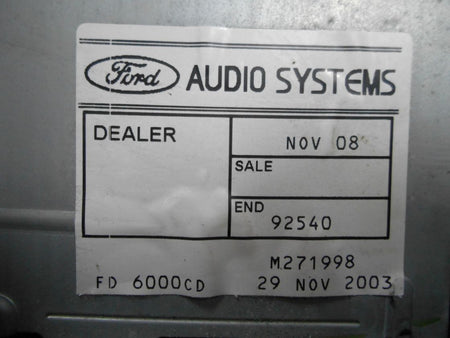 Ford AUDIO SYSTEMS
DEALER
NOV 08
SALE
END
92540
M271998
FD 6000CD 29 NOV 2003